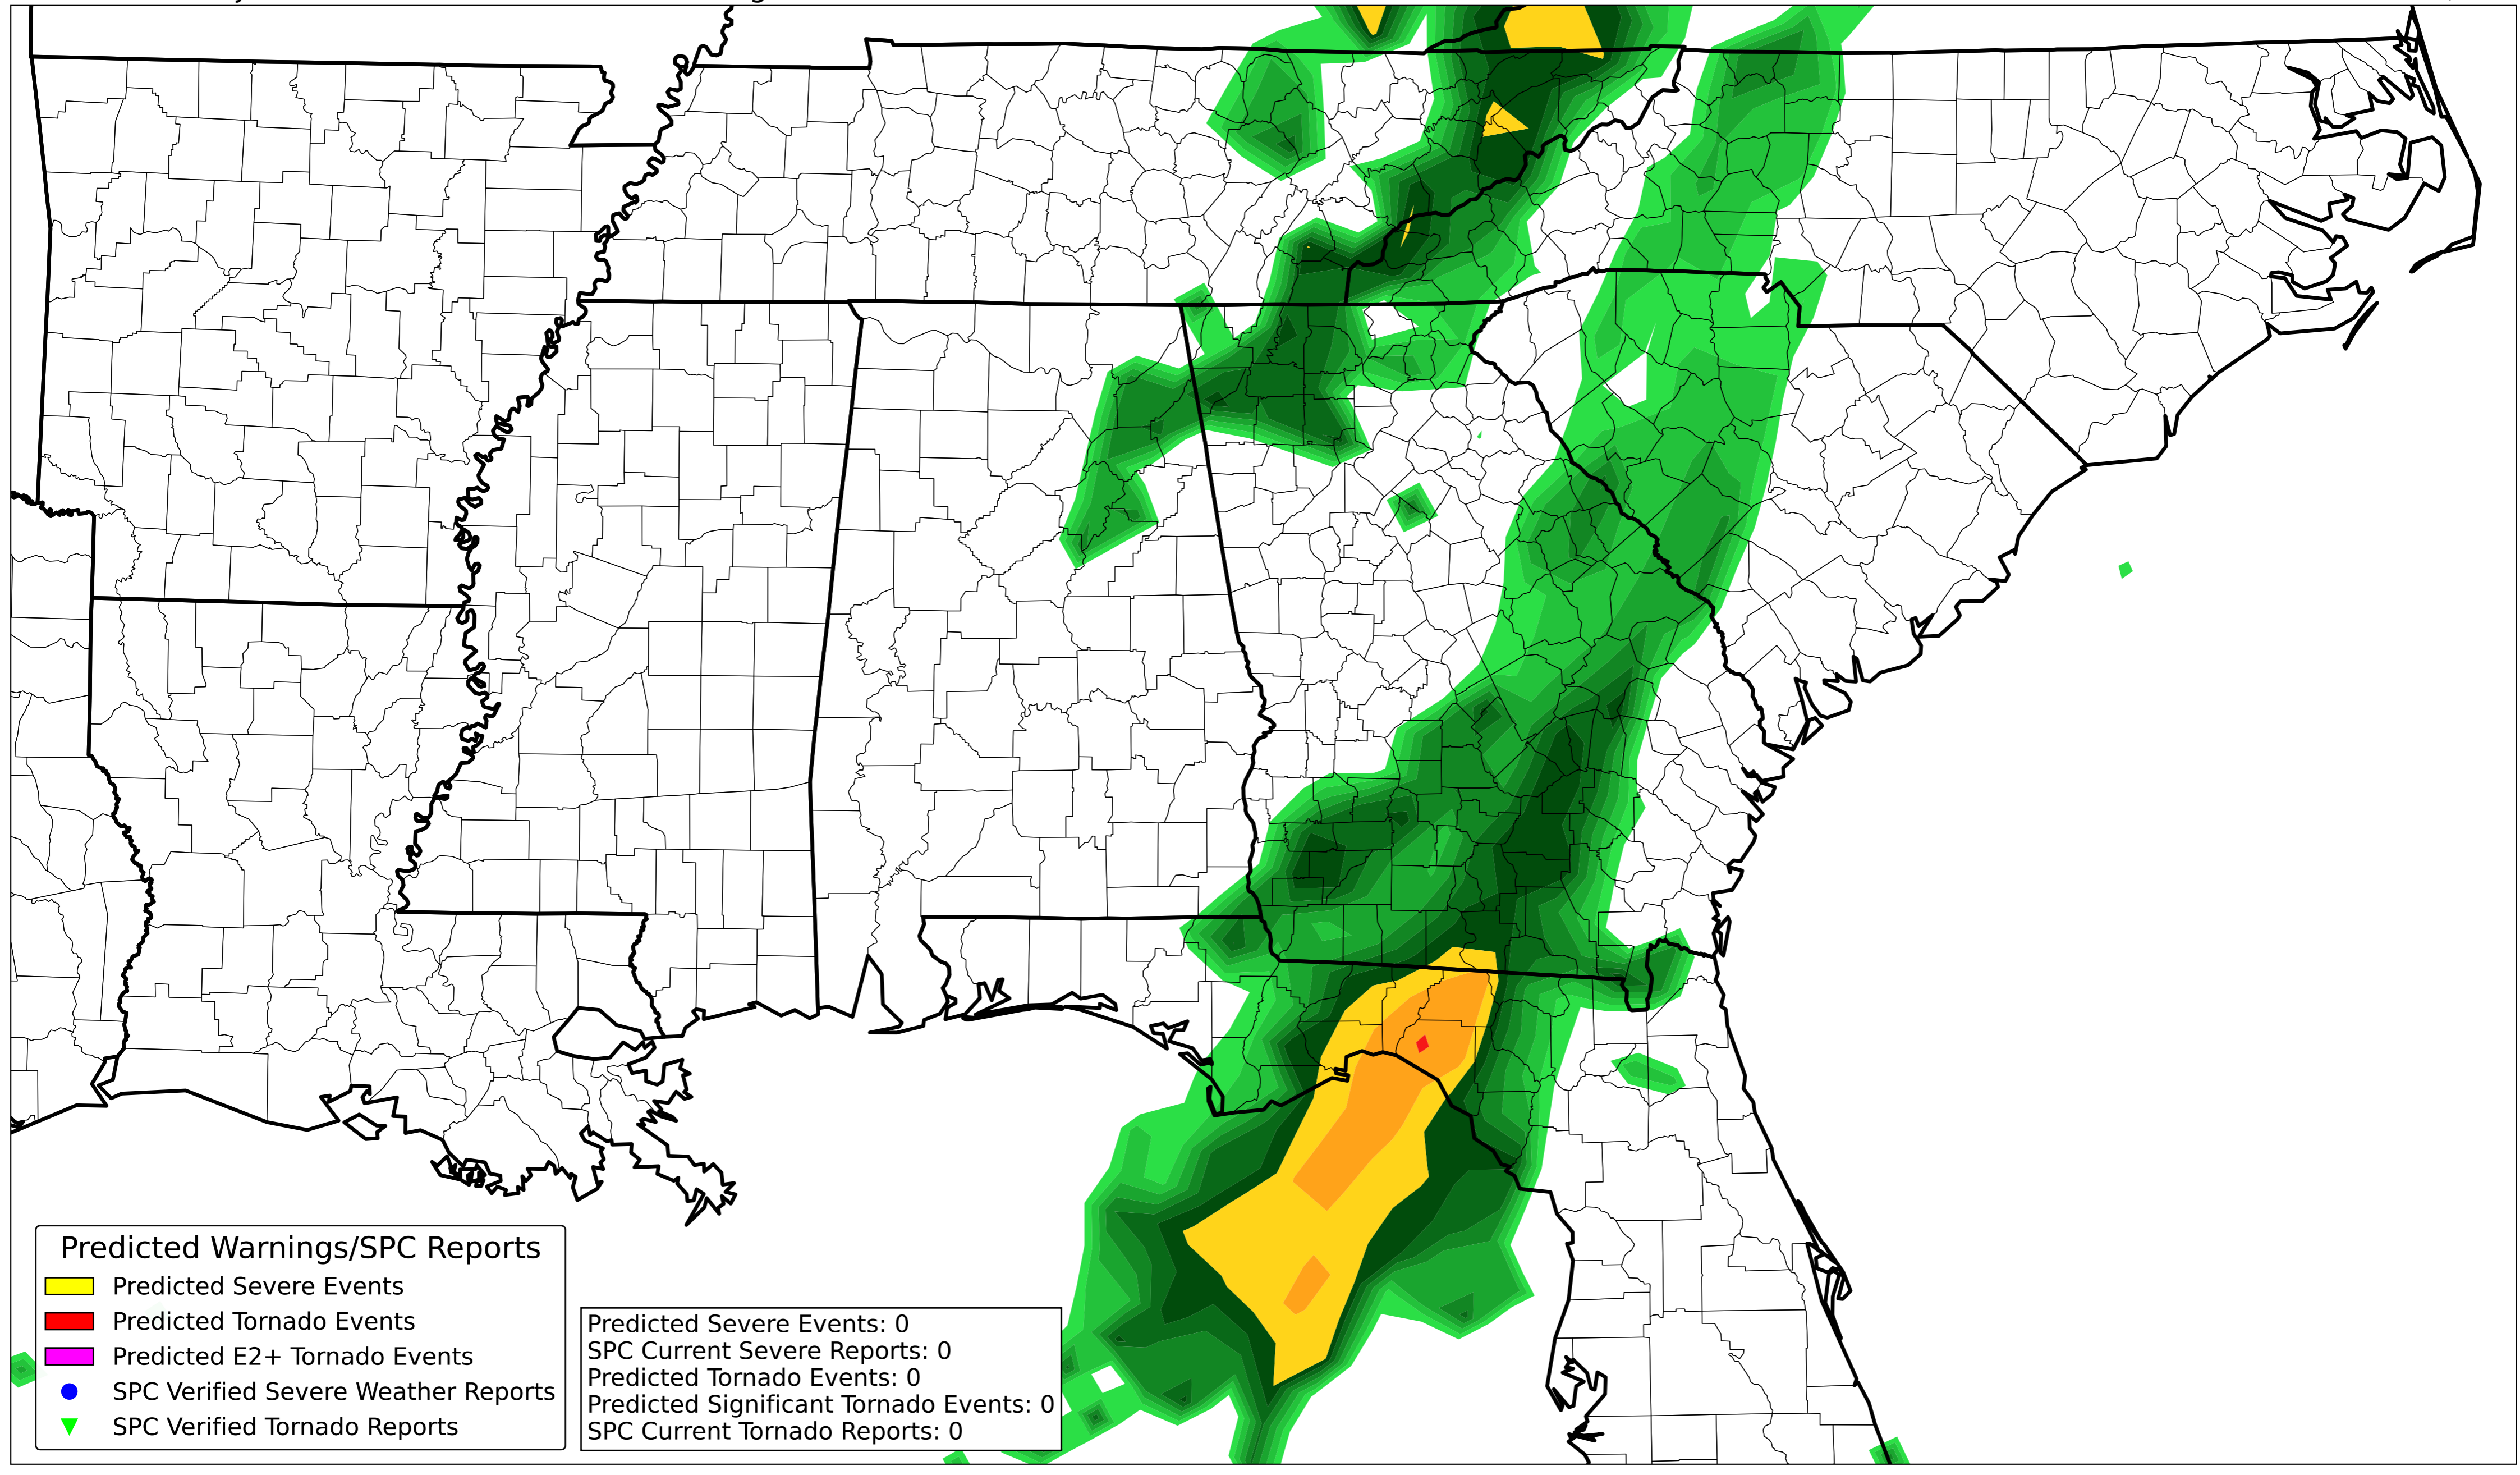 Predicted Warnings/SPC Reports
Predicted Severe Events
Predicted Tornado Events
Predicted E2+ Tornado Events
SPC Verified Severe Weather Reports
SPC Verified Tornado Reports
Predicted Severe Events: 0
SPC Current Severe Reports: 0
Predicted Tornado Events: 0
Predicted Significant Tornado Events: 0
SPC Current Tornado Reports: 0